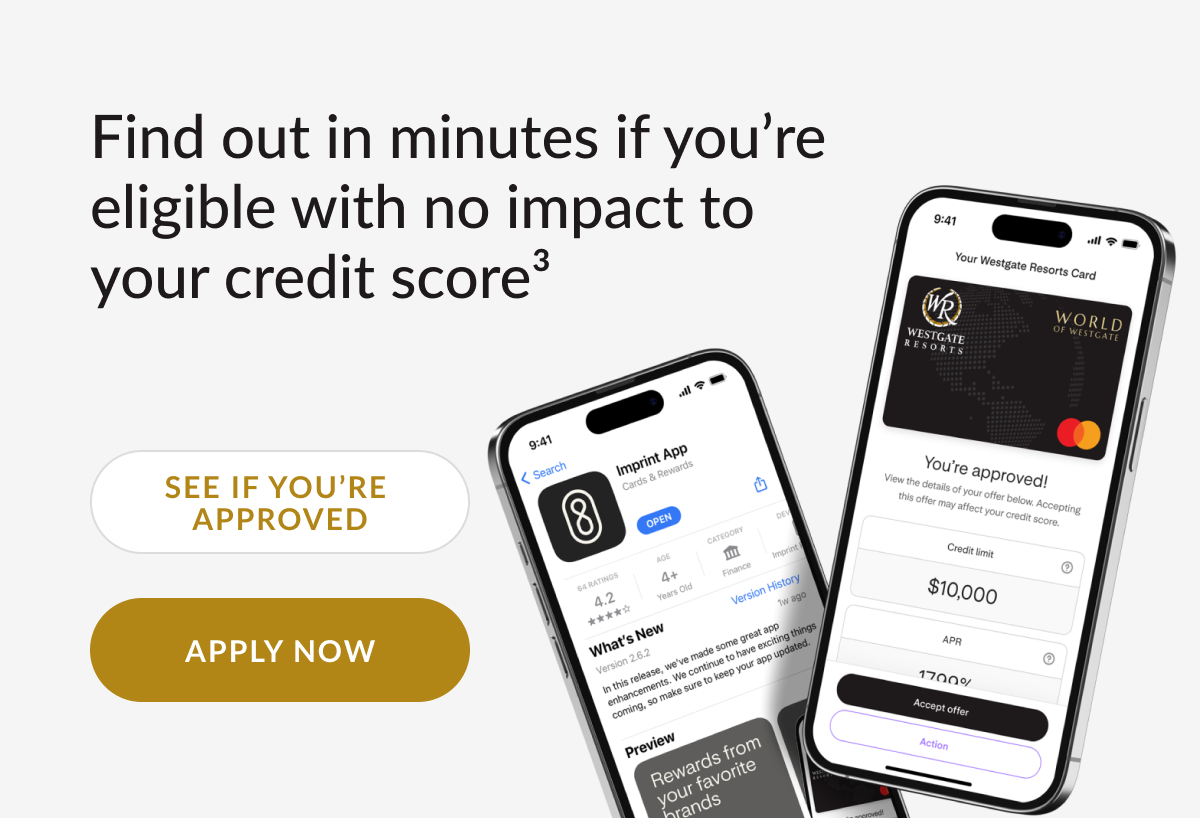 Find out in minutes if you’re
eligible with no impact to
your credit score³
SEE IF YOU’RE
APPROVED
APPLY NOW
9:41
Search
Imprint App
Cards & Rewards
OPEN
64 RATINGS
4.2
★★★★☆
AGE
4+
Years Old
CATEGORY
Finance
Imprint
What's New
Version History
Version 2.6.2
1w ago
In this release, we've made some great app
enhancements. We continue to have exciting things
coming, so make sure to keep your app updated.
Preview
Rewards from
your favorite
brands
9:41
Your Westgate Resorts Card
WR
WESTGATE
RESORTS
WORLD
OF WESTGATE
You're approved!
View the details of your offer below. Accepting
this offer may affect your credit score.
Credit limit
?
$10,000
APR
?
17.99%
Accept offer
Action